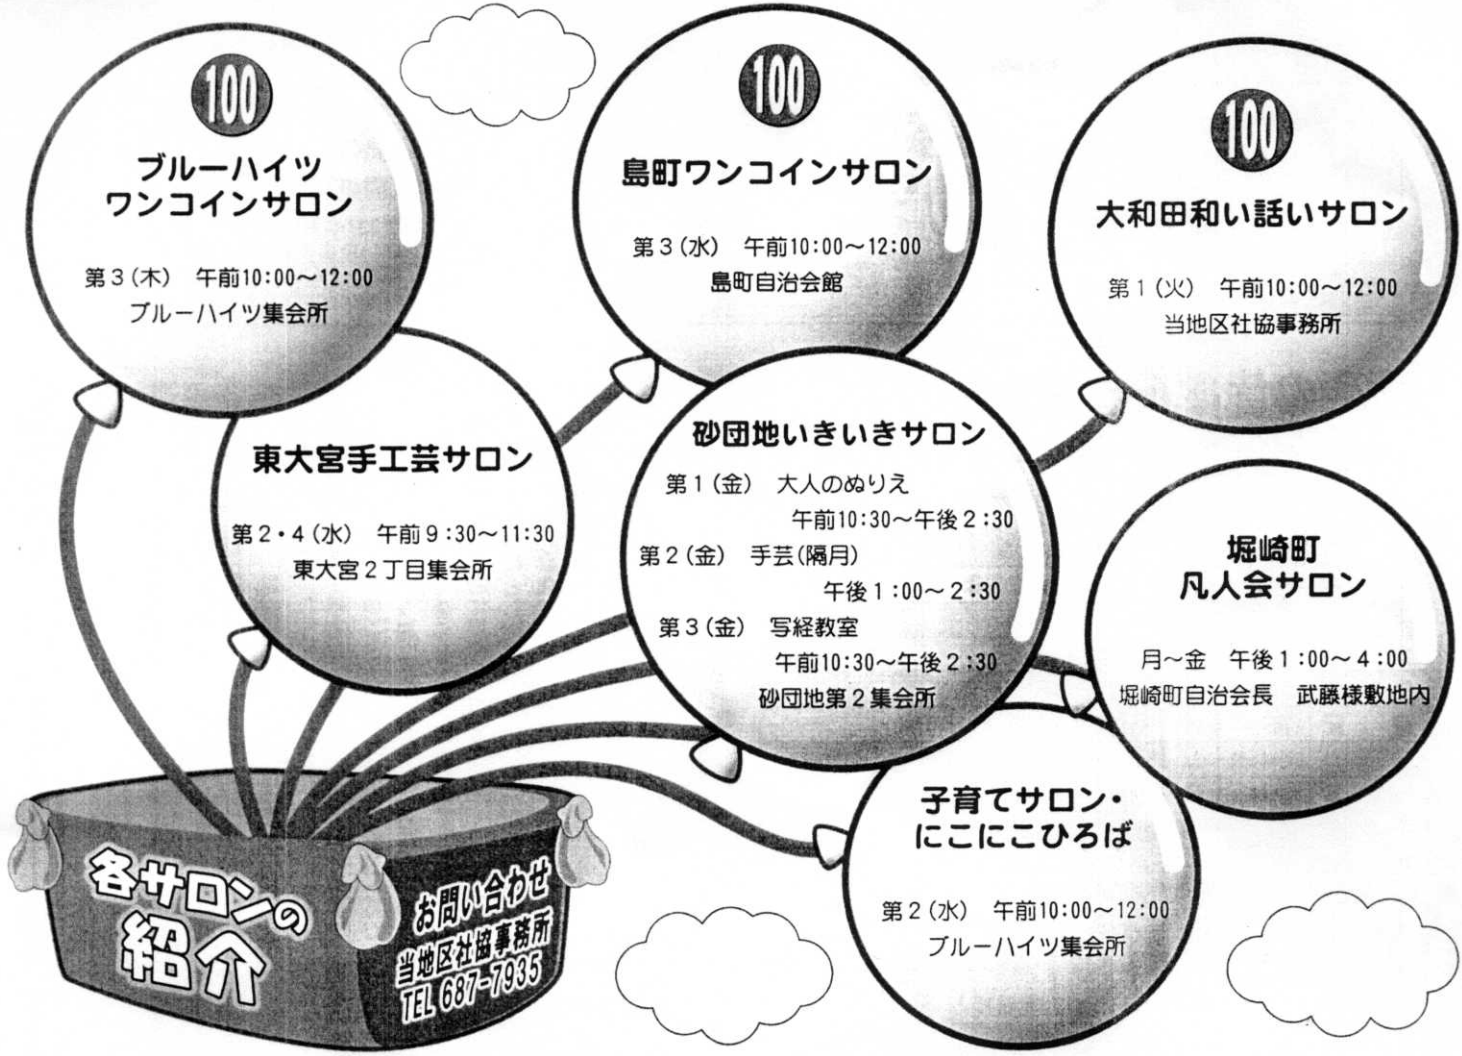 100
ブルーハイツ
ワンコインサロン
第3(木) 午前10:00～12:00
ブルーハイツ集会所
100
島町ワンコインサロン
第3(水) 午前10:00～12:00
島町自治会館
100
大和田和い話いサロン
第1(火) 午前10:00～12:00
当地区社協事務所
東大宮手工芸サロン
第2・4(水) 午前9:30～11:30
東大宮2丁目集会所
砂団地いきいきサロン
第1(金) 大人のぬりえ
午前10:30～午後2:30
第2(金) 手芸(隔月)
午後1:00～2:30
第3(金) 写経教室
午前10:30～午後2:30
砂団地第2集会所
堀崎町
凡人会サロン
月～金 午後1:00～4:00
堀崎町自治会長 武藤様敷地内
子育てサロン・
にこにこひろば
第2(水) 午前10:00～12:00
ブルーハイツ集会所
各サロンの
紹介
お問い合わせ
当地区社協事務所
TEL 687-7935